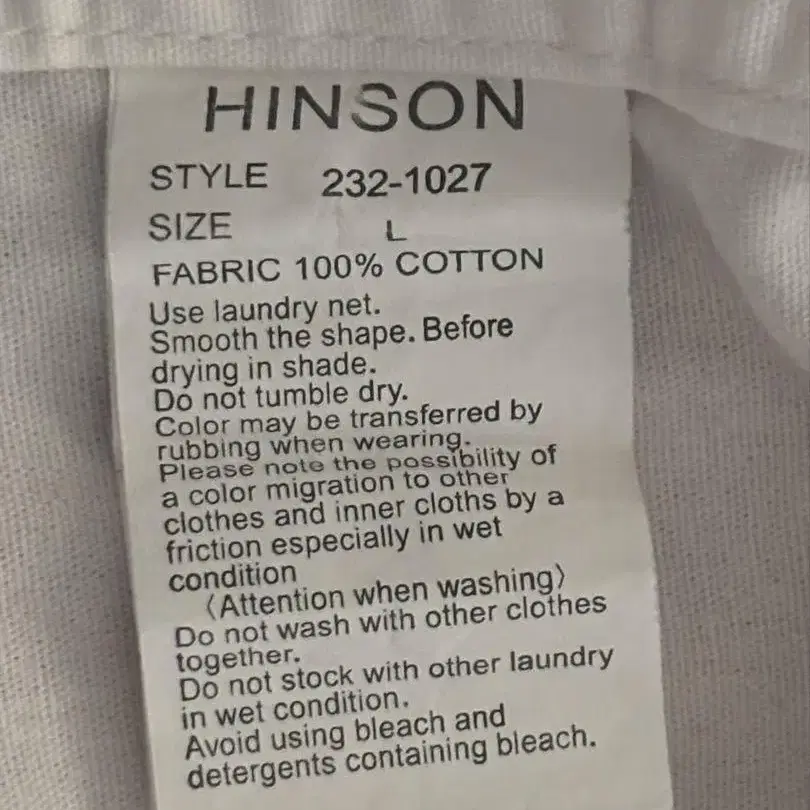 HINSON
STYLE 232-1027
SIZE L
FABRIC 100% COTTON
Use laundry net.
Smooth the shape. Before
drying in shade.
Do not tumble dry.
Color may be transferred by
rubbing when wearing.
Please note the possibility of
a color migration to other
clothes and inner cloths by a
friction especially in wet
condition
〈Attention when washing〉
Do not wash with other clothes
together.
Do not stock with other laundry
in wet condition.
Avoid using bleach and
detergents containing bleach.